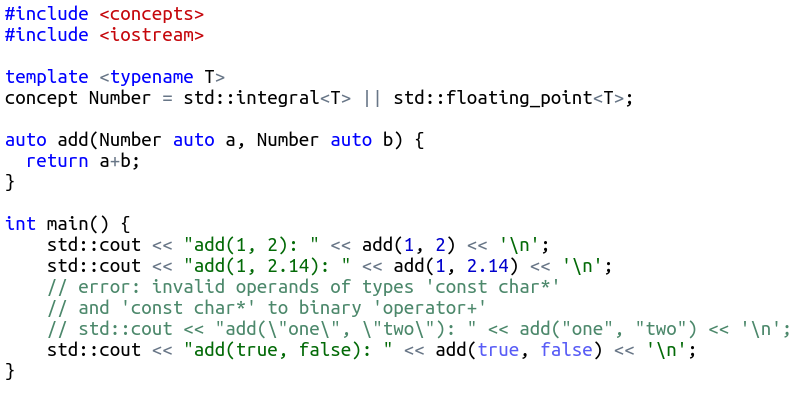 #include <concepts>
#include <iostream>

template <typename T>
concept Number = std::integral<T> || std::floating_point<T>;

auto add(Number auto a, Number auto b) {
  return a+b;
}

int main() {
    std::cout << "add(1, 2): " << add(1, 2) << '\n';
    std::cout << "add(1, 2.14): " << add(1, 2.14) << '\n';
    // error: invalid operands of types 'const char*'
    // and 'const char*' to binary 'operator+'
    // std::cout << "add(\"one\", \"two\"): " << add("one", "two") << '\n';
    std::cout << "add(true, false): " << add(true, false) << '\n';
}